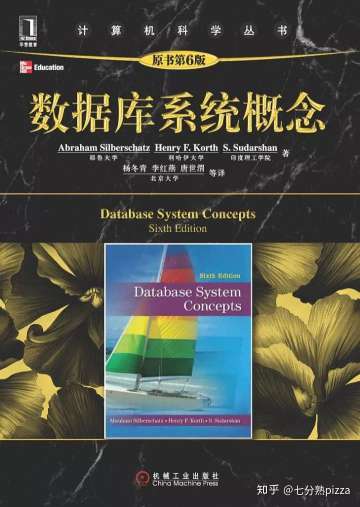 计算机科学丛书
华章教育
Education
原书第6版
数据库系统概念
Abraham Silberschatz Henry F. Korth S. Sudarshan 著
耶鲁大学 利哈伊大学 印度理工学院
杨冬青 李红燕 唐世渭 等译
北京大学
Database System Concepts
Sixth Edition
Sixth Edition
Database System
Concepts
Abraham Silberschatz • Henry F. Korth • S. Sudarshan
机械工业出版社
China Machine Press
知乎 @七分熟pizza